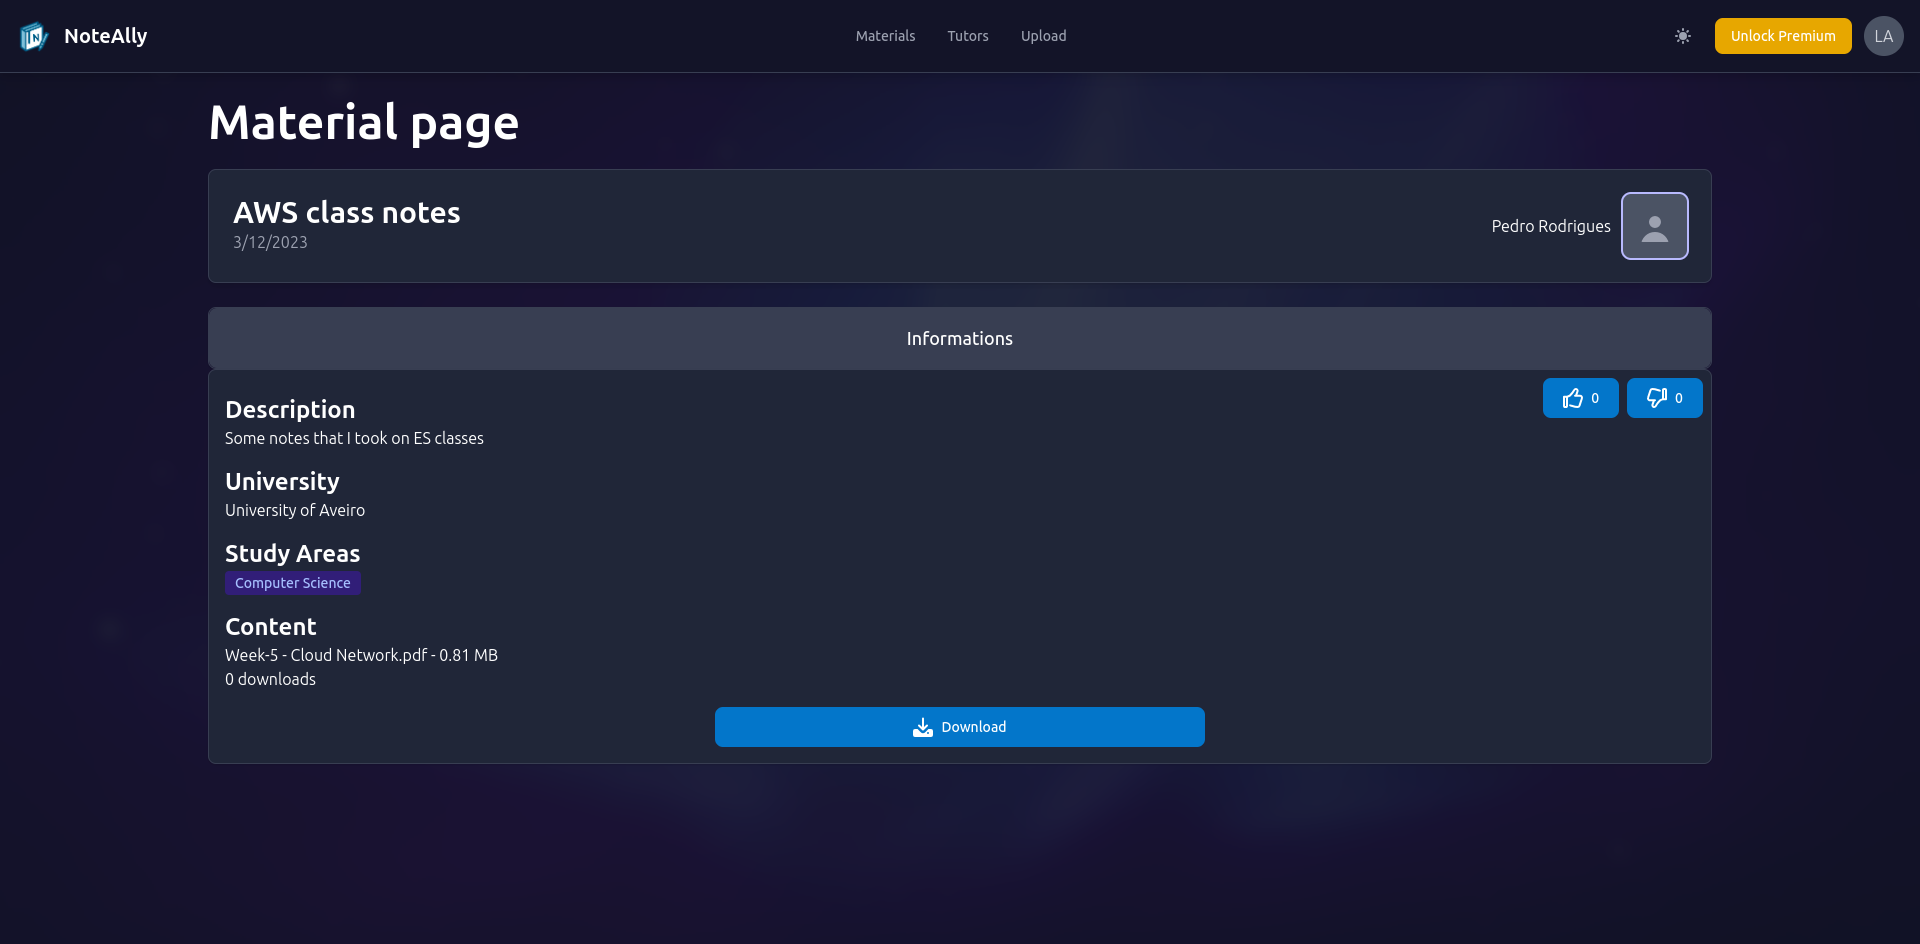 NoteAlly
Materials
Tutors
Upload
Unlock Premium
LA
Material page
AWS class notes
3/12/2023
Pedro Rodrigues
Informations
0
0
Description
Some notes that I took on ES classes
University
University of Aveiro
Study Areas
Computer Science
Content
Week-5 - Cloud Network.pdf - 0.81 MB
0 downloads
Download